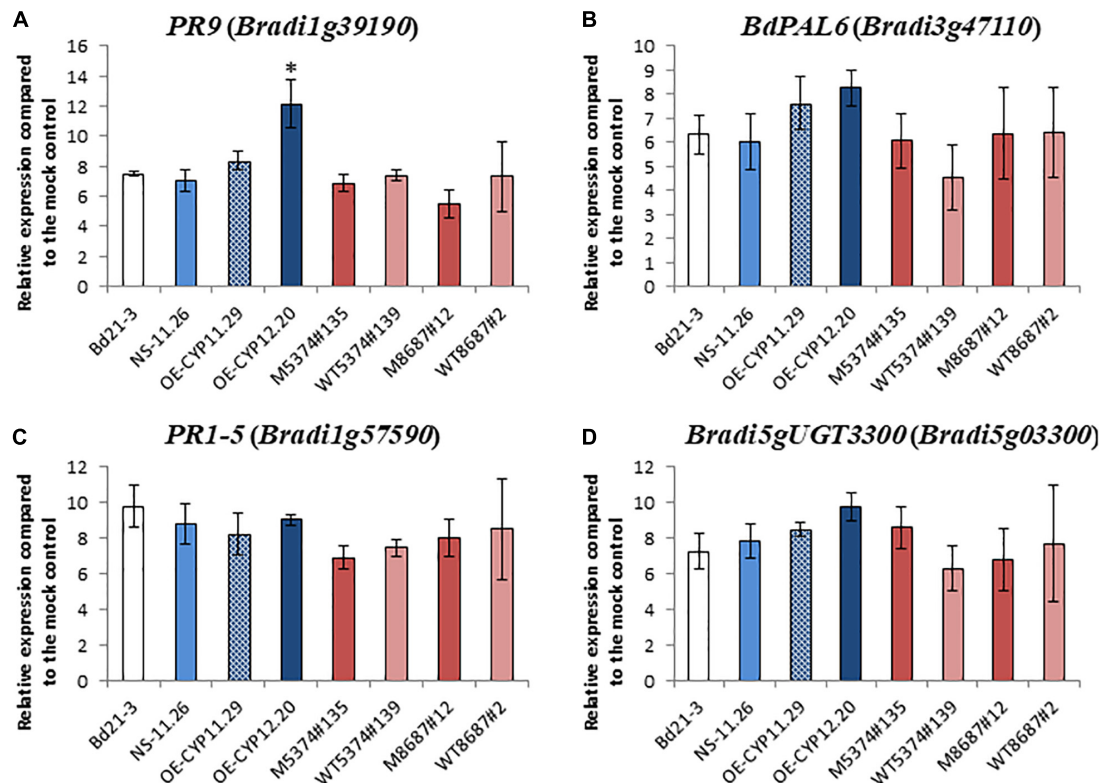 A
PR9 (Bradi1g39190)
Relative expression compared
to the mock control
16
14
12
10
8
6
4
2
0
*
Bd21-3
NS-11.26
OE-CYP11.29
OE-CYP12.20
M5374#135
WT5374#139
M8687#12
WT8687#2
B
BdPAL6 (Bradi3g47110)
Relative expression compared
to the mock control
10
9
8
7
6
5
4
3
2
1
0
Bd21-3
NS-11.26
OE-CYP11.29
OE-CYP12.20
M5374#135
WT5374#139
M8687#12
WT8687#2
C
PR1-5 (Bradi1g57590)
Relative expression compared
to the mock control
12
10
8
6
4
2
0
Bd21-3
NS-11.26
OE-CYP11.29
OE-CYP12.20
M5374#135
WT5374#139
M8687#12
WT8687#2
D
Bradi5gUGT3300 (Bradi5g03300)
Relative expression compared
to the mock control
12
10
8
6
4
2
0
Bd21-3
NS-11.26
OE-CYP11.29
OE-CYP12.20
M5374#135
WT5374#139
M8687#12
WT8687#2